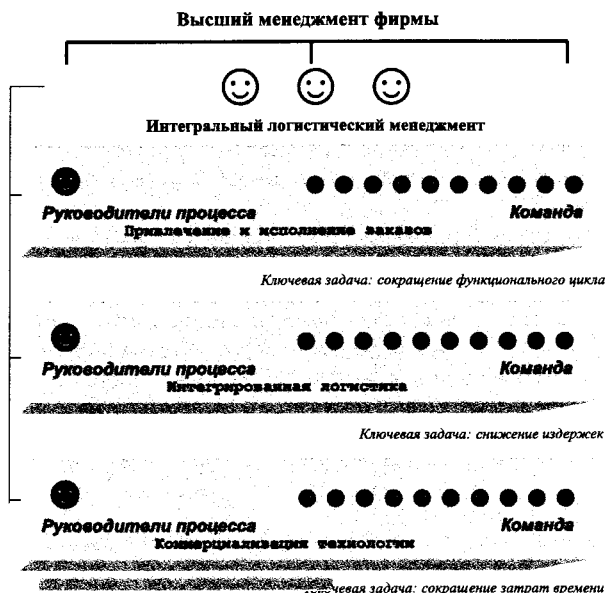 Высший менеджмент фирмы
Интегральный логистический менеджмент
Руководители процесса Команда
Привлечение и исполнение заказов
Ключевая задача: сокращение функционального цикла
Руководители процесса Команда
Интегрированная логистика
Ключевая задача: снижение издержек
Руководители процесса Команда
Коммерциализация технологии
задача: сокращение затрат времени